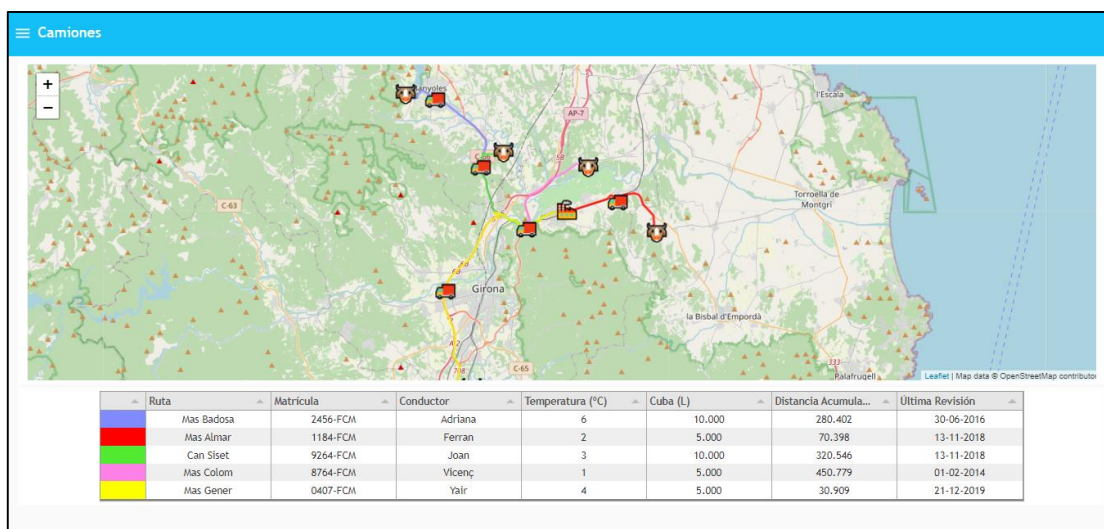 Camiones
+
−
anyoles
l'Escala
AP-7
Torroella de
Montgrí
C-63
Girona
la Bisbal d'Empordà
C-65
333
Palafrugell
Leaflet | Map data © OpenStreetMap contributo
Ruta Matrícula Conductor Temperatura (ºC) Cuba (L) Distancia Acumula... Última Revisión
Mas Badosa 2456-FCM Adriana 6 10.000 280.402 30-06-2016
Mas Almar 1184-FCM Ferran 2 5.000 70.398 13-11-2018
Can Siset 9264-FCM Joan 3 10.000 320.546 13-11-2018
Mas Colom 8764-FCM Vicenç 1 5.000 450.779 01-02-2014
Mas Gener 0407-FCM Yair 4 5.000 30.909 21-12-2019